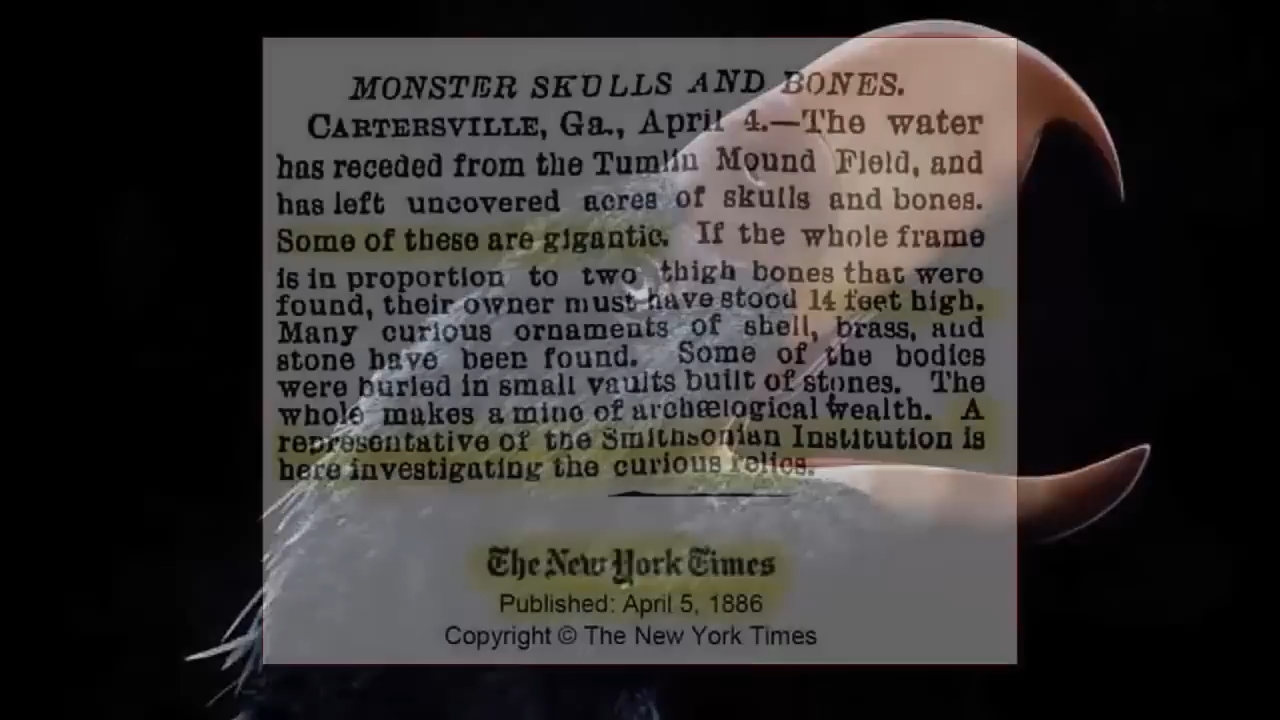 MONSTER SKULLS AND BONES.
CARTERSVILLE, Ga., April 4.—The water
has receded from the Tumlin Mound Field, and
has left uncovered acres of skulls and bones.
Some of these are gigantic. If the whole frame
is in proportion to two thigh bones that were
found, their owner must have stood 14 feet high.
Many curious ornaments of shell, brass, and
stone have been found. Some of the bodies
were buried in small vaults built of stones. The
whole makes a mine of archælogical wealth. A
representative of the Smithsonian Institution is
here investigating the curious relics.
The New York Times
Published: April 5, 1886
Copyright © The New York Times